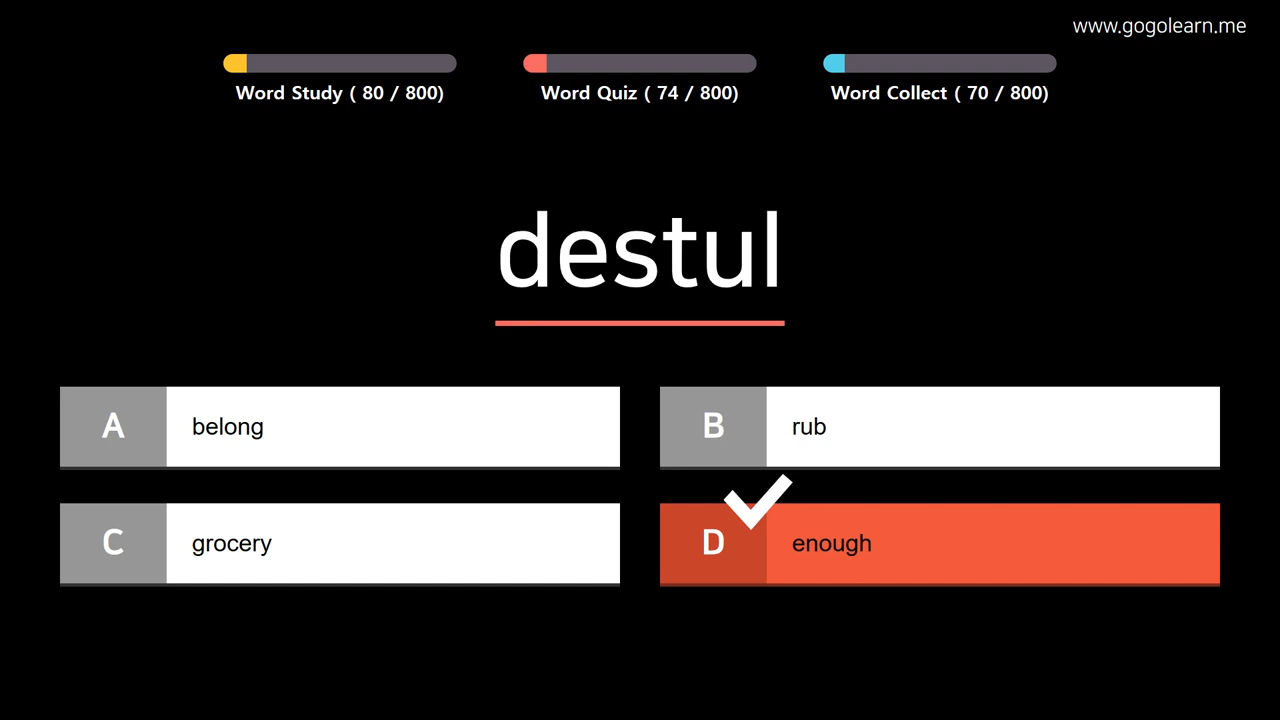 www.gogolearn.me
Word Study ( 80 / 800)
Word Quiz ( 74 / 800)
Word Collect ( 70 / 800)
destul
A belong
B rub
C grocery
D enough